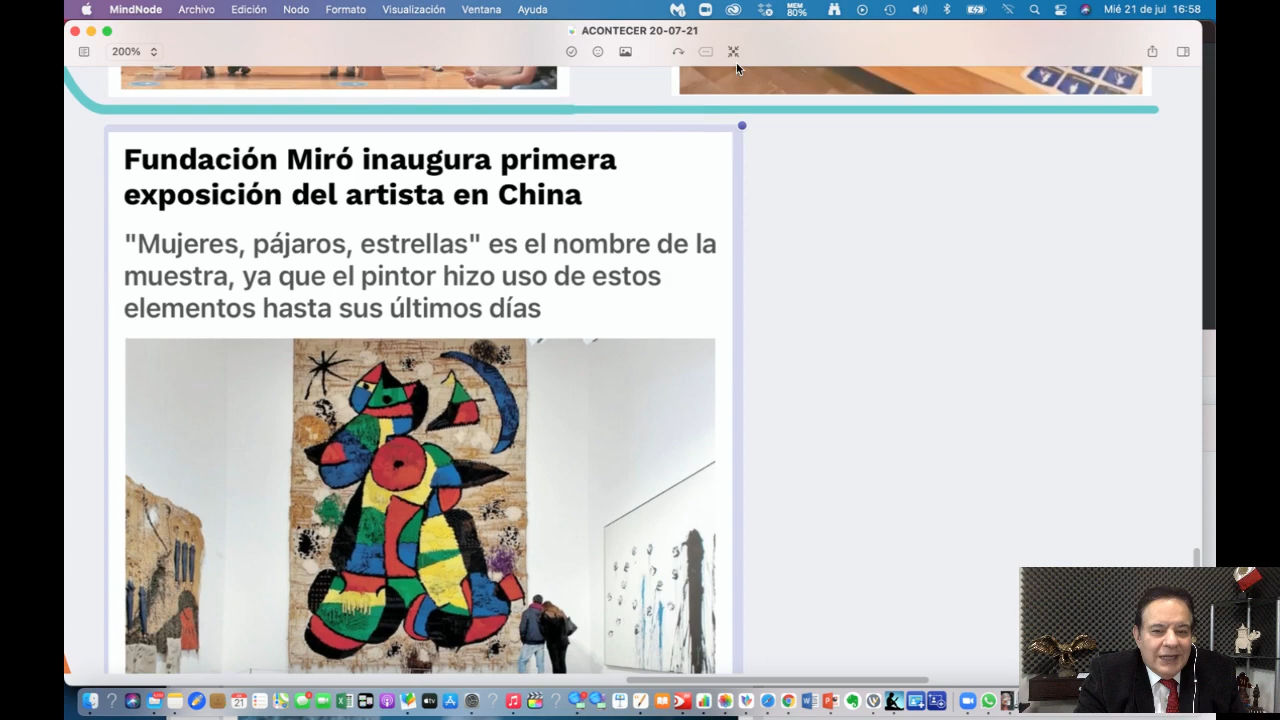 MindNode Archivo Edición Nodo Formato Visualización Ventana Ayuda MEM 80% Mié 21 de jul 16:58
ACONTECER 20-07-21
200%
Fundación Miró inaugura primera
exposición del artista en China
"Mujeres, pájaros, estrellas" es el nombre de la
muestra, ya que el pintor hizo uso de estos
elementos hasta sus últimos días